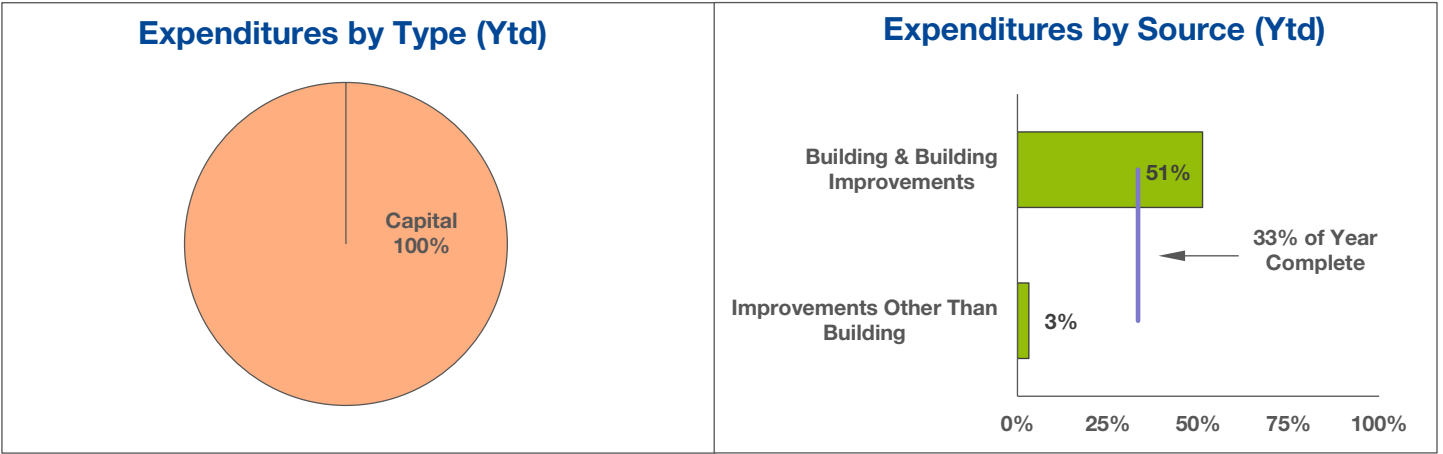 Expenditures by Type (Ytd)
Capital
100%
Expenditures by Source (Ytd)
Building & Building
Improvements
51%
33% of Year
Complete
Improvements Other Than
Building
3%
0% 25% 50% 75% 100%